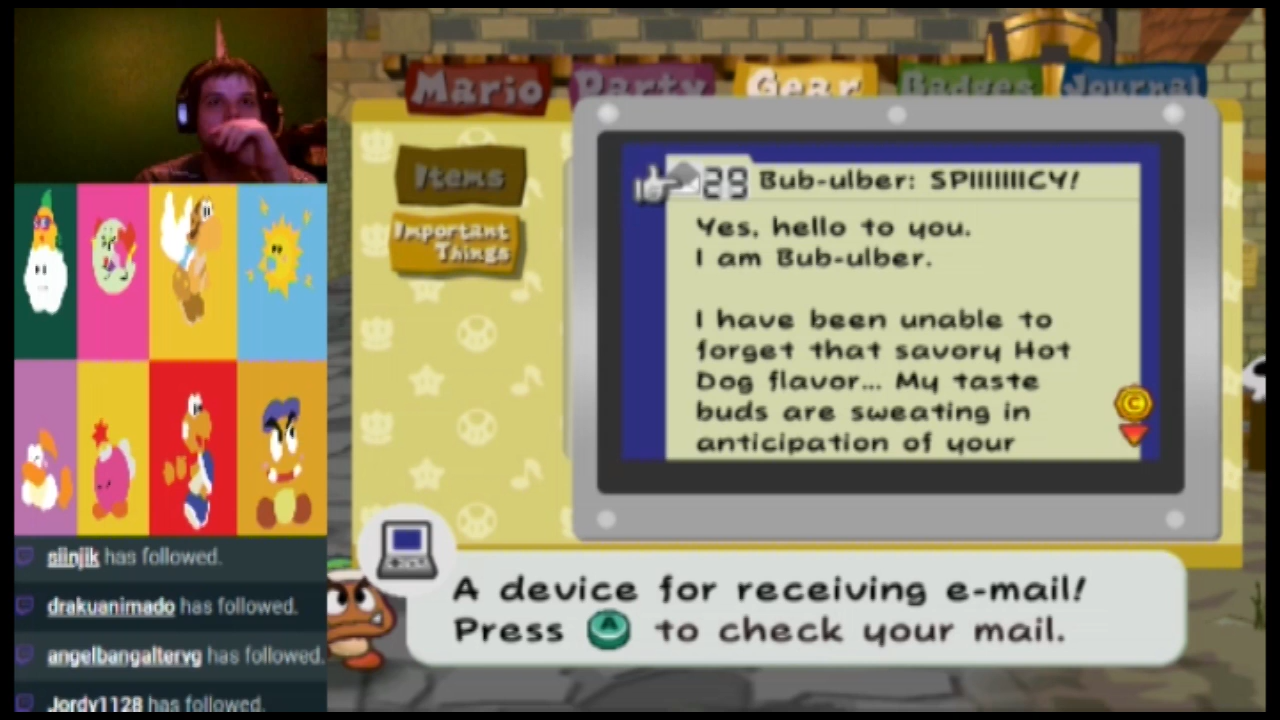 Mario Party Gear Badges Journal
Items
Important
Things
29 Bub-ulber: SPIIIIIIICY!
Yes, hello to you.
I am Bub-ulber.
I have been unable to
forget that savory Hot
Dog flavor... My taste
buds are sweating in
anticipation of your
C
A device for receiving e-mail!
Press A to check your mail.
siinjik has followed.
drakuanimado has followed.
angelbangaltervg has followed.
Jordy1128 has followed.